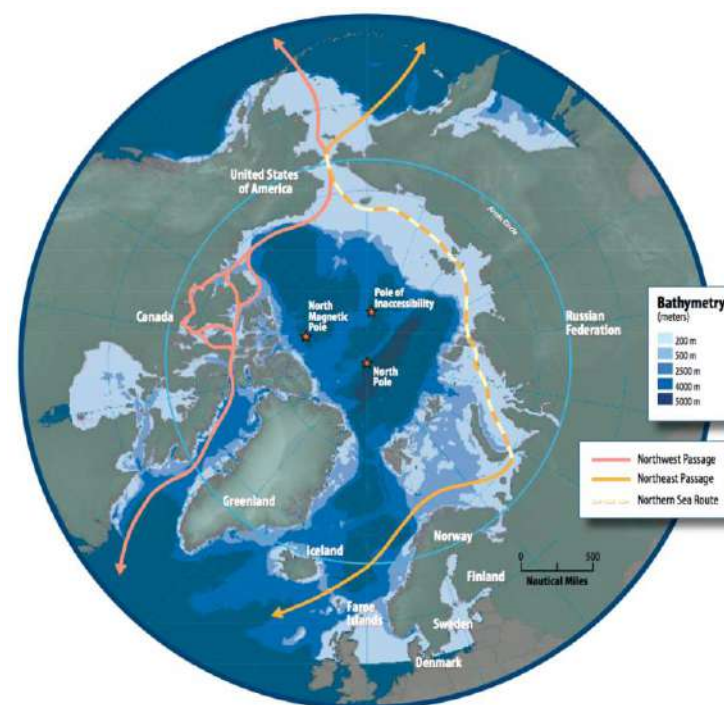 United States
of America
Arctic Circle
Canada
North
Magnetic
Pole
Pole of
Inaccessibility
North
Pole
Russian
Federation
Greenland
Iceland
Norway
Finland
Faroe
Islands
Sweden
Denmark
0 500
Nautical Miles
Bathymetry
(meters)
200 m
500 m
2500 m
4000 m
5000 m
Northwest Passage
Northeast Passage
Northern Sea Route